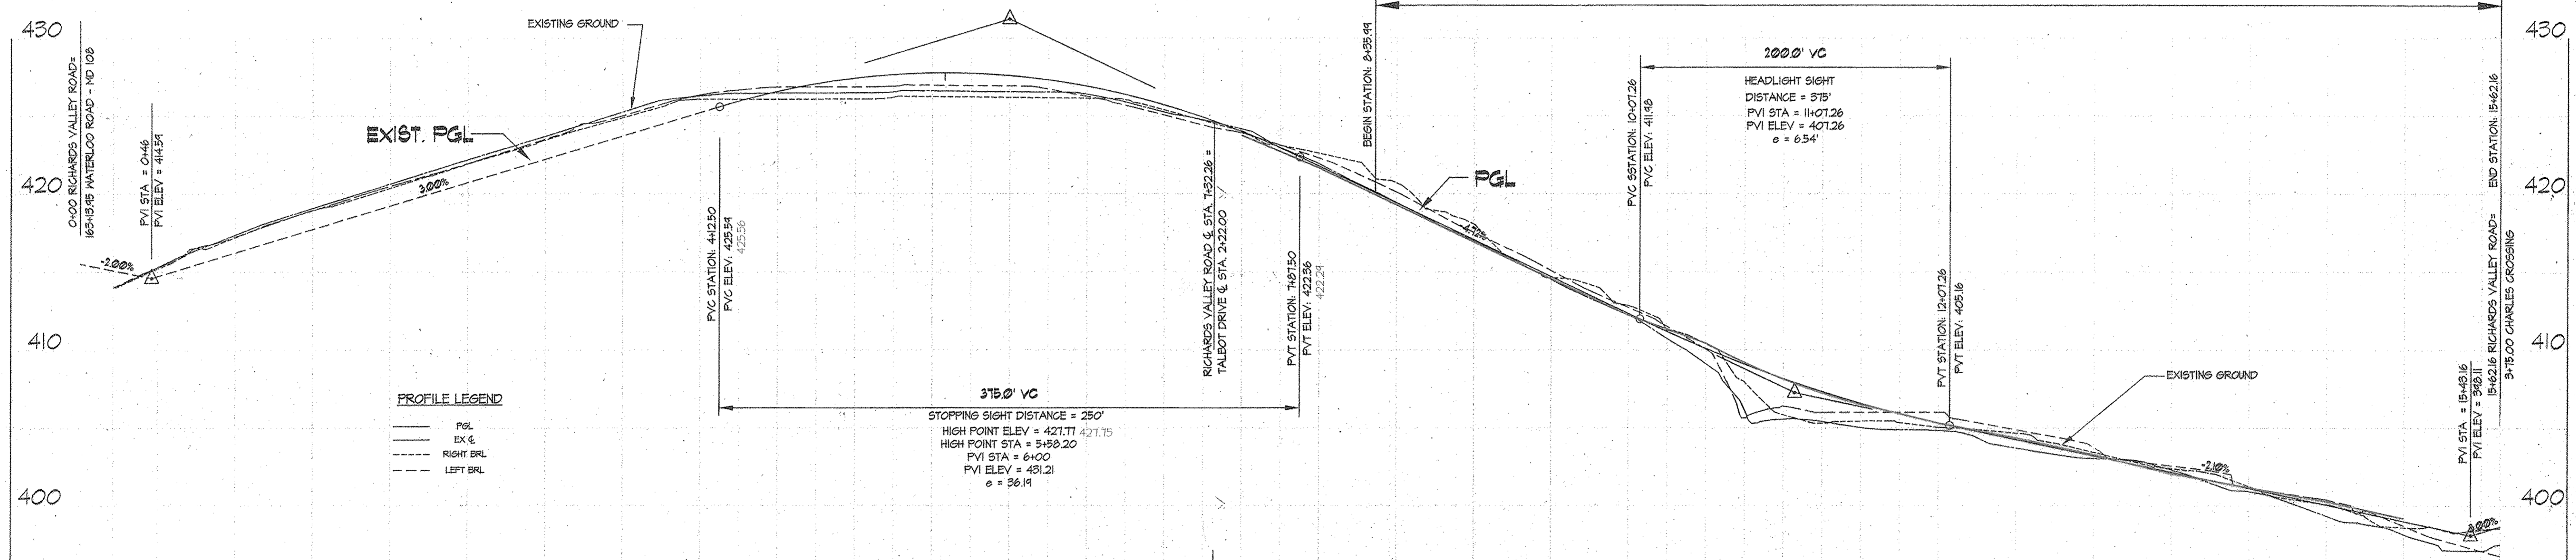 430
420
410
400
0+00 RICHARDS VALLEY ROAD=
163+13.95 WATERLOO ROAD - MD 108
PVI STA = 0+46
PVI ELEV = 414.59
-2.00%
EXISTING GROUND
EXIST. PGL
3.00%
PROFILE LEGEND
PGL
EX ℄
RIGHT BRL
LEFT BRL
PVC STATION: 4+12.50
PVC ELEV: 425.59
425.56
375.0' VC
STOPPING SIGHT DISTANCE = 250'
HIGH POINT ELEV = 427.77 427.75
HIGH POINT STA = 5+58.20
PVI STA = 6+00
PVI ELEV = 431.21
e = 36.19
RICHARDS VALLEY ROAD ℄ STA. 7+32.26 =
TALBOT DRIVE ℄ STA. 2+22.00
PVT STATION: 7+87.50
PVT ELEV: 422.36
422.29
BEGIN STATION: 8+35.99
PGL
-4.72%
PVC SSTATION: 10+07.26
PVC ELEV: 411.98
200.0' VC
HEADLIGHT SIGHT
DISTANCE = 375'
PVI STA = 11+07.26
PVI ELEV = 407.26
e = 6.54'
PVT STATION: 12+07.26
PVT ELEV: 405.16
EXISTING GROUND
-2.10%
PVI STA = 15+43.16
PVI ELEV = 398.11
15+62.16 RICHARDS VALLEY ROAD=
3+75.00 CHARLES CROSSING
END STATION: 15+62.16
430
420
410
400